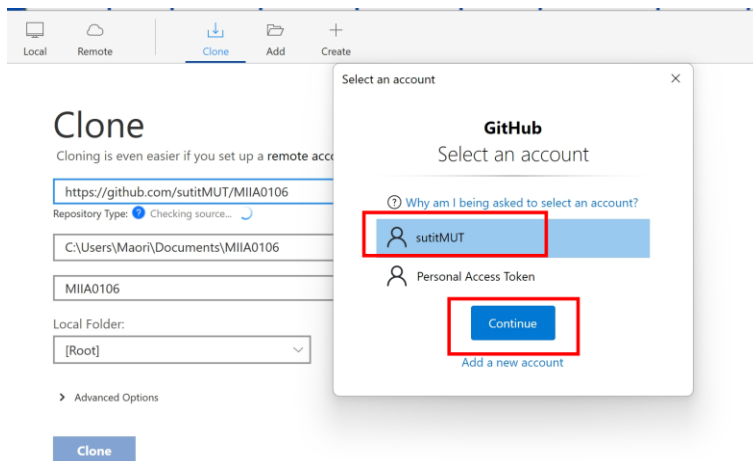 Local Remote Clone Add Create
Select an account
Clone
Cloning is even easier if you set up a remote acc
GitHub
Select an account
https://github.com/sutitMUT/MIIA0106
Repository Type: ? Checking source...
? Why am I being asked to select an account?
C:\Users\Maori\Documents\MIIA0106
sutitMUT
MIIA0106
Personal Access Token
Local Folder:
Continue
[Root]
Add a new account
Advanced Options
Clone